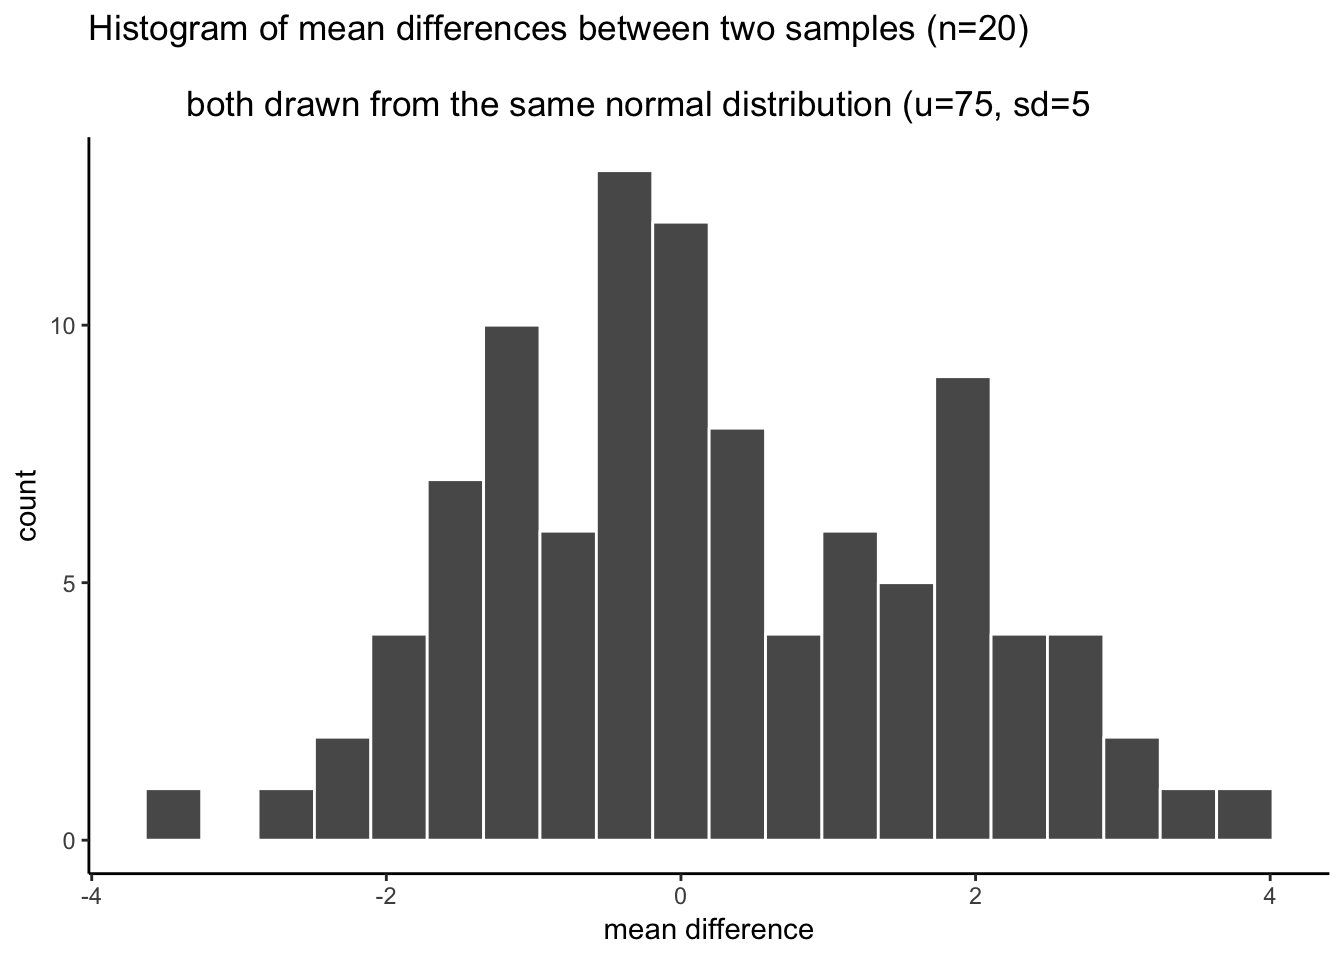 Histogram of mean differences between two samples (n=20)
both drawn from the same normal distribution (u=75, sd=5
10
5
0
count
-4
-2
0
2
4
mean difference